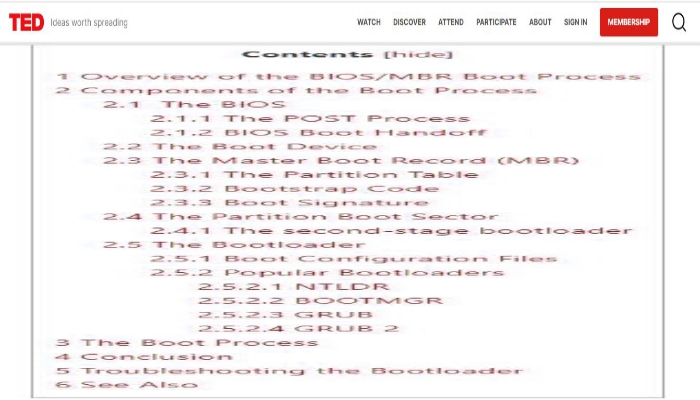 TED Ideas worth spreading WATCH DISCOVER ATTEND PARTICIPATE ABOUT SIGN IN MEMBERSHIP
Contents [hide]
1 Overview of the BIOS/MBR Boot Process
2 Components of the Boot Process
2.1 The BIOS
2.1.1 The POST Process
2.1.2 BIOS Boot Handoff
2.2 The Boot Device
2.3 The Master Boot Record (MBR)
2.3.1 The Partition Table
2.3.2 Bootstrap Code
2.3.3 Boot Signature
2.4 The Partition Boot Sector
2.4.1 The second-stage bootloader
2.5 The Bootloader
2.5.1 Boot Configuration Files
2.5.2 Popular Bootloaders
2.5.2.1 NTLDR
2.5.2.2 BOOTMGR
2.5.2.3 GRUB
2.5.2.4 GRUB 2
3 The Boot Process
4 Conclusion
5 Troubleshooting the Bootloader
6 See Also